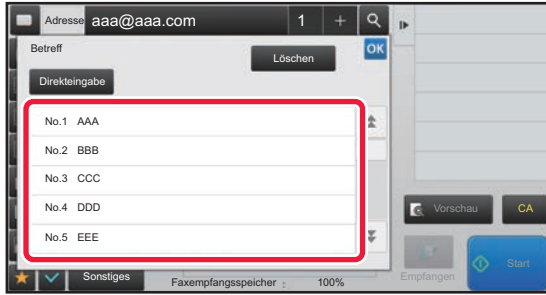 Adresse aaa@aaa.com 1 +
Betreff
Löschen
OK
Direkteingabe
No.1 AAA
No.2 BBB
No.3 CCC
No.4 DDD
No.5 EEE
Vorschau
CA
Empfangen
Start
Sonstiges
Faxempfangsspeicher : 100%